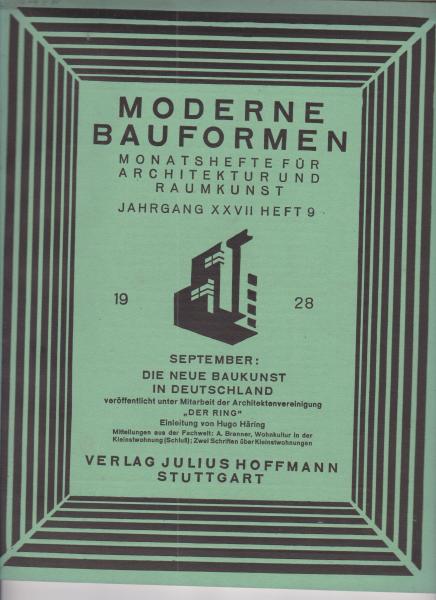 MODERNE
BAUFORMEN
MONATSHEFTE FÜR
ARCHITEKTUR UND
RAUMKUNST
JAHRGANG XXVII HEFT 9
19 28
SEPTEMBER:
DIE NEUE BAUKUNST
IN DEUTSCHLAND
veröffentlicht unter Mitarbeit der Architektenvereinigung
„DER RING“
Einleitung von Hugo Häring
Mitteilungen aus der Fachwelt: A. Brenner, Wohnkultur in der
Kleinstwohnung (Schluß); Zwei Schriften über Kleinstwohnungen
VERLAG JULIUS HOFFMANN
STUTTGART